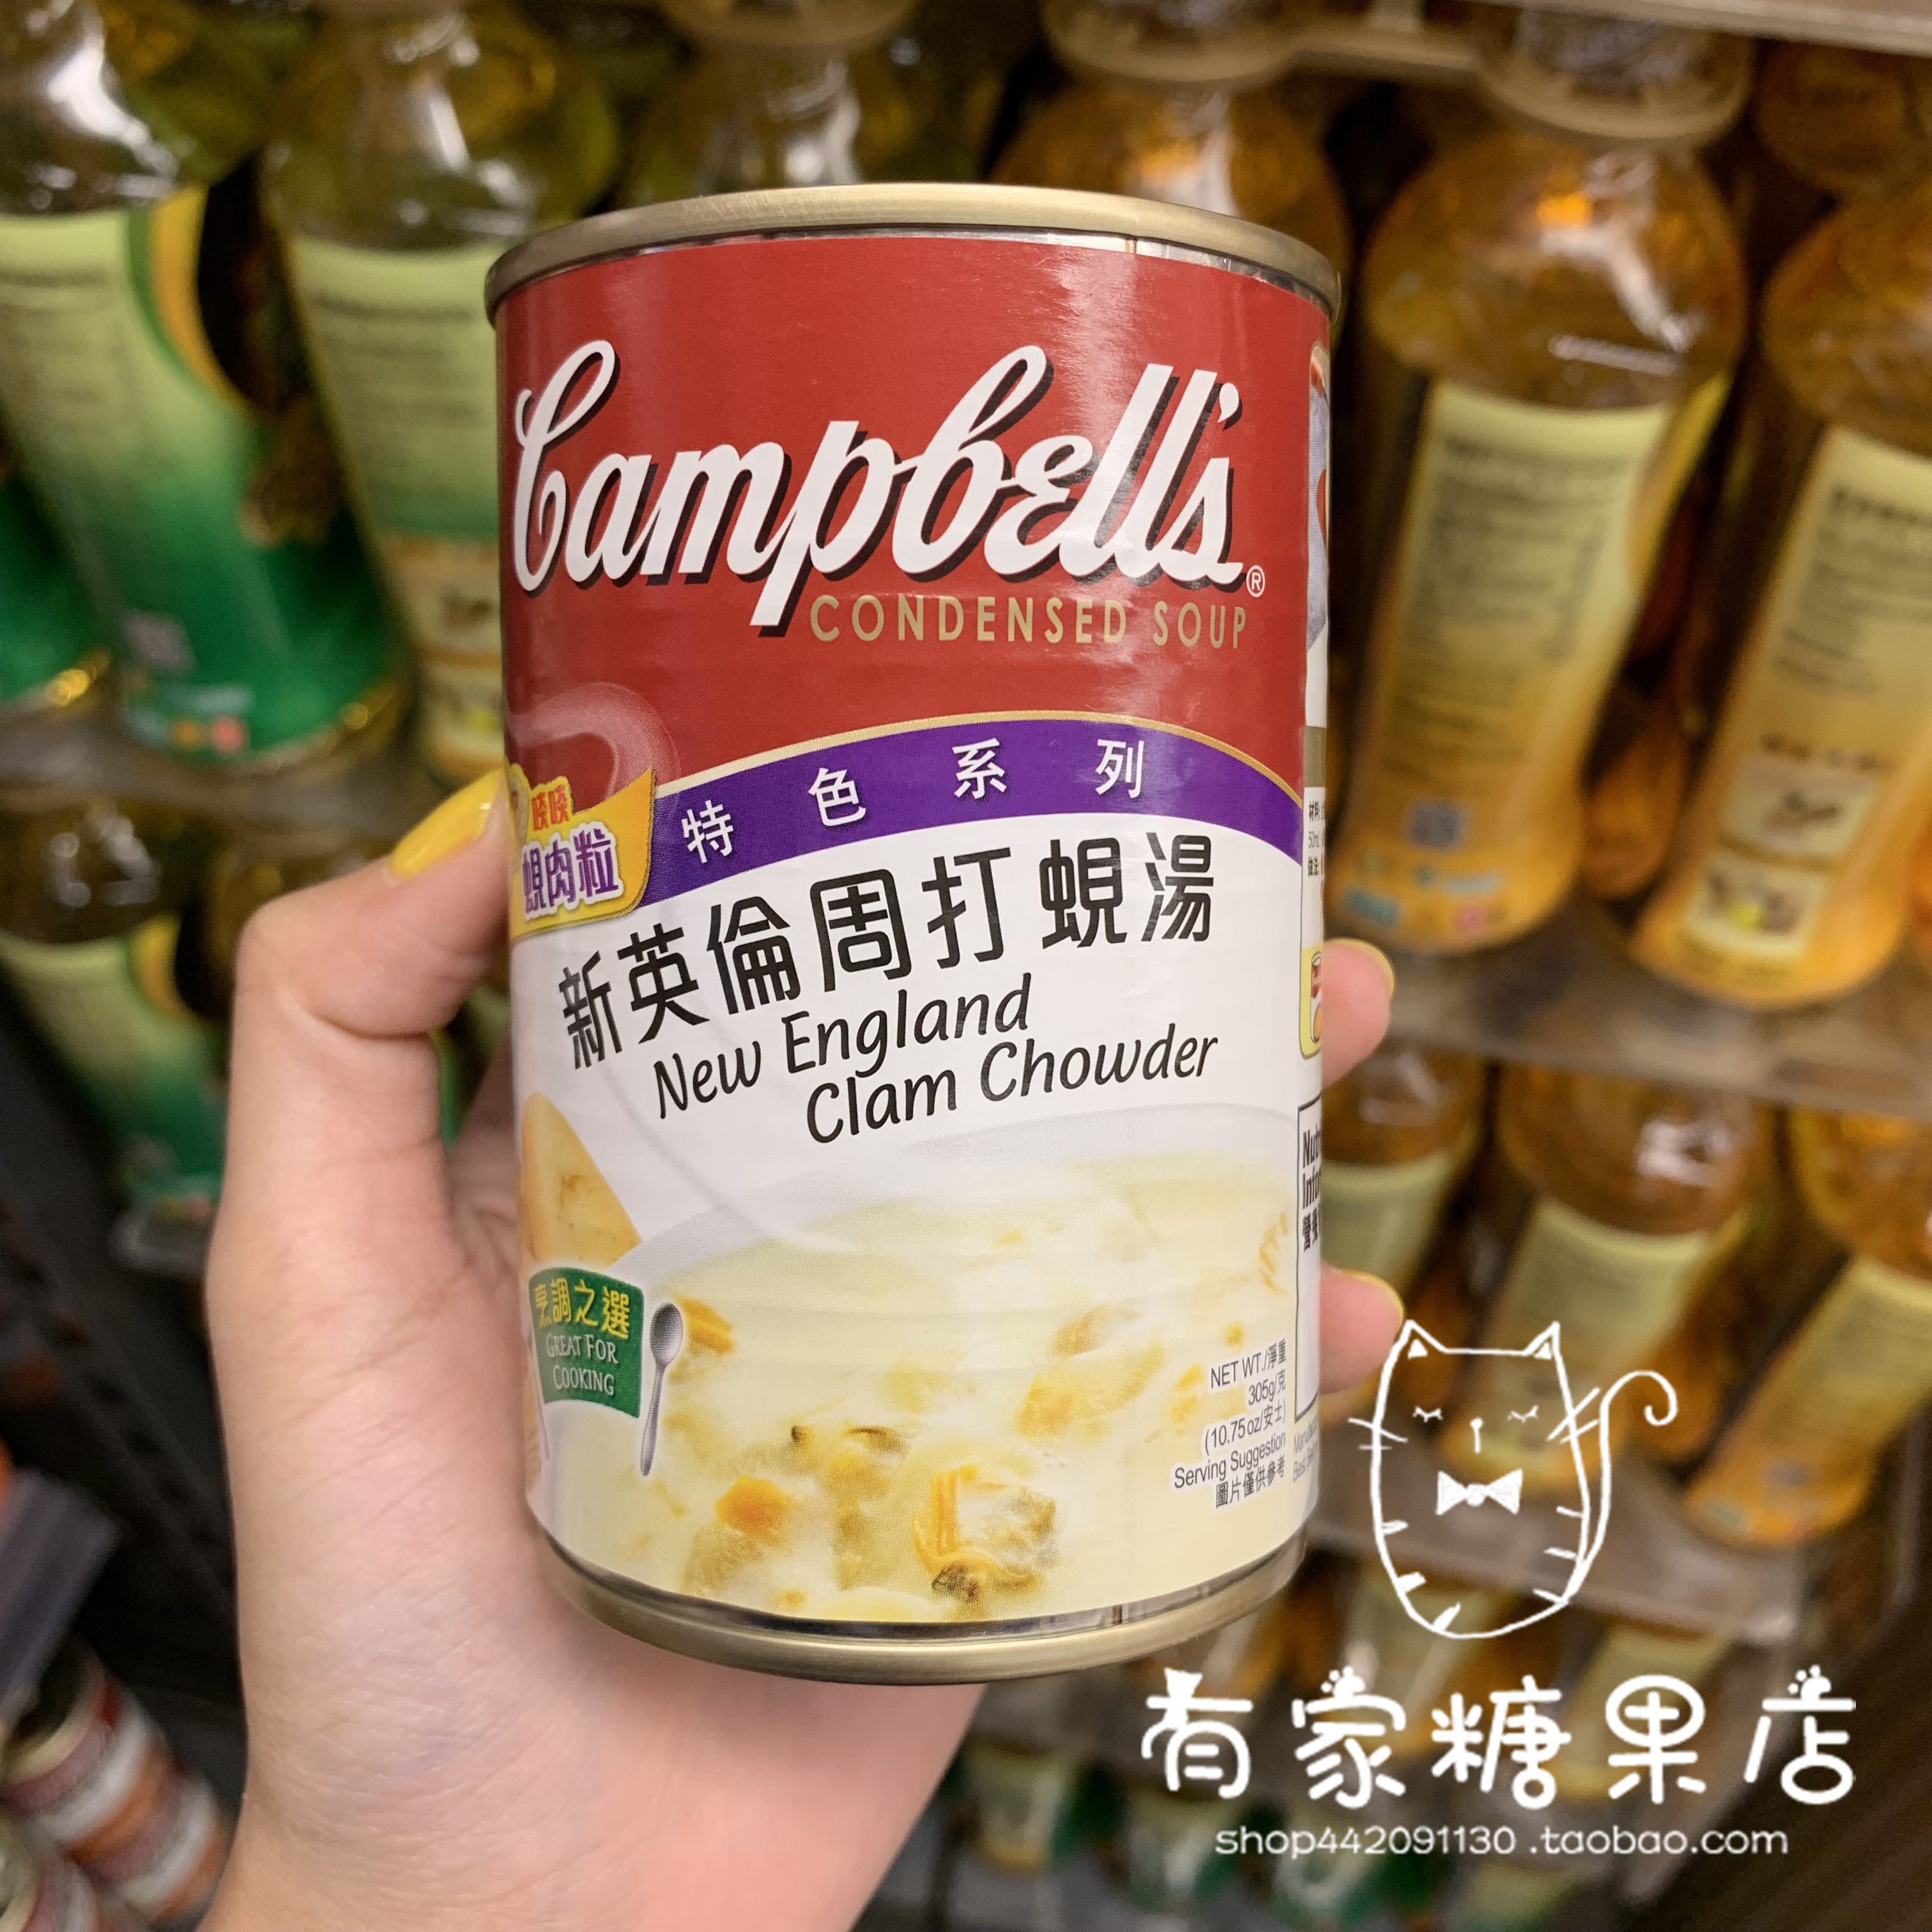 Campbell's®
CONDENSED SOUP
特色系列
啖啖
蜆肉粒
新英倫周打蜆湯
New England
Clam Chowder
烹調之選
GREAT FOR
COOKING
NET WT./淨重
305g/克
(10.75oz/安士)
Serving Suggestion
圖片僅供參考
有家糖果店
shop442091130.taobao.com